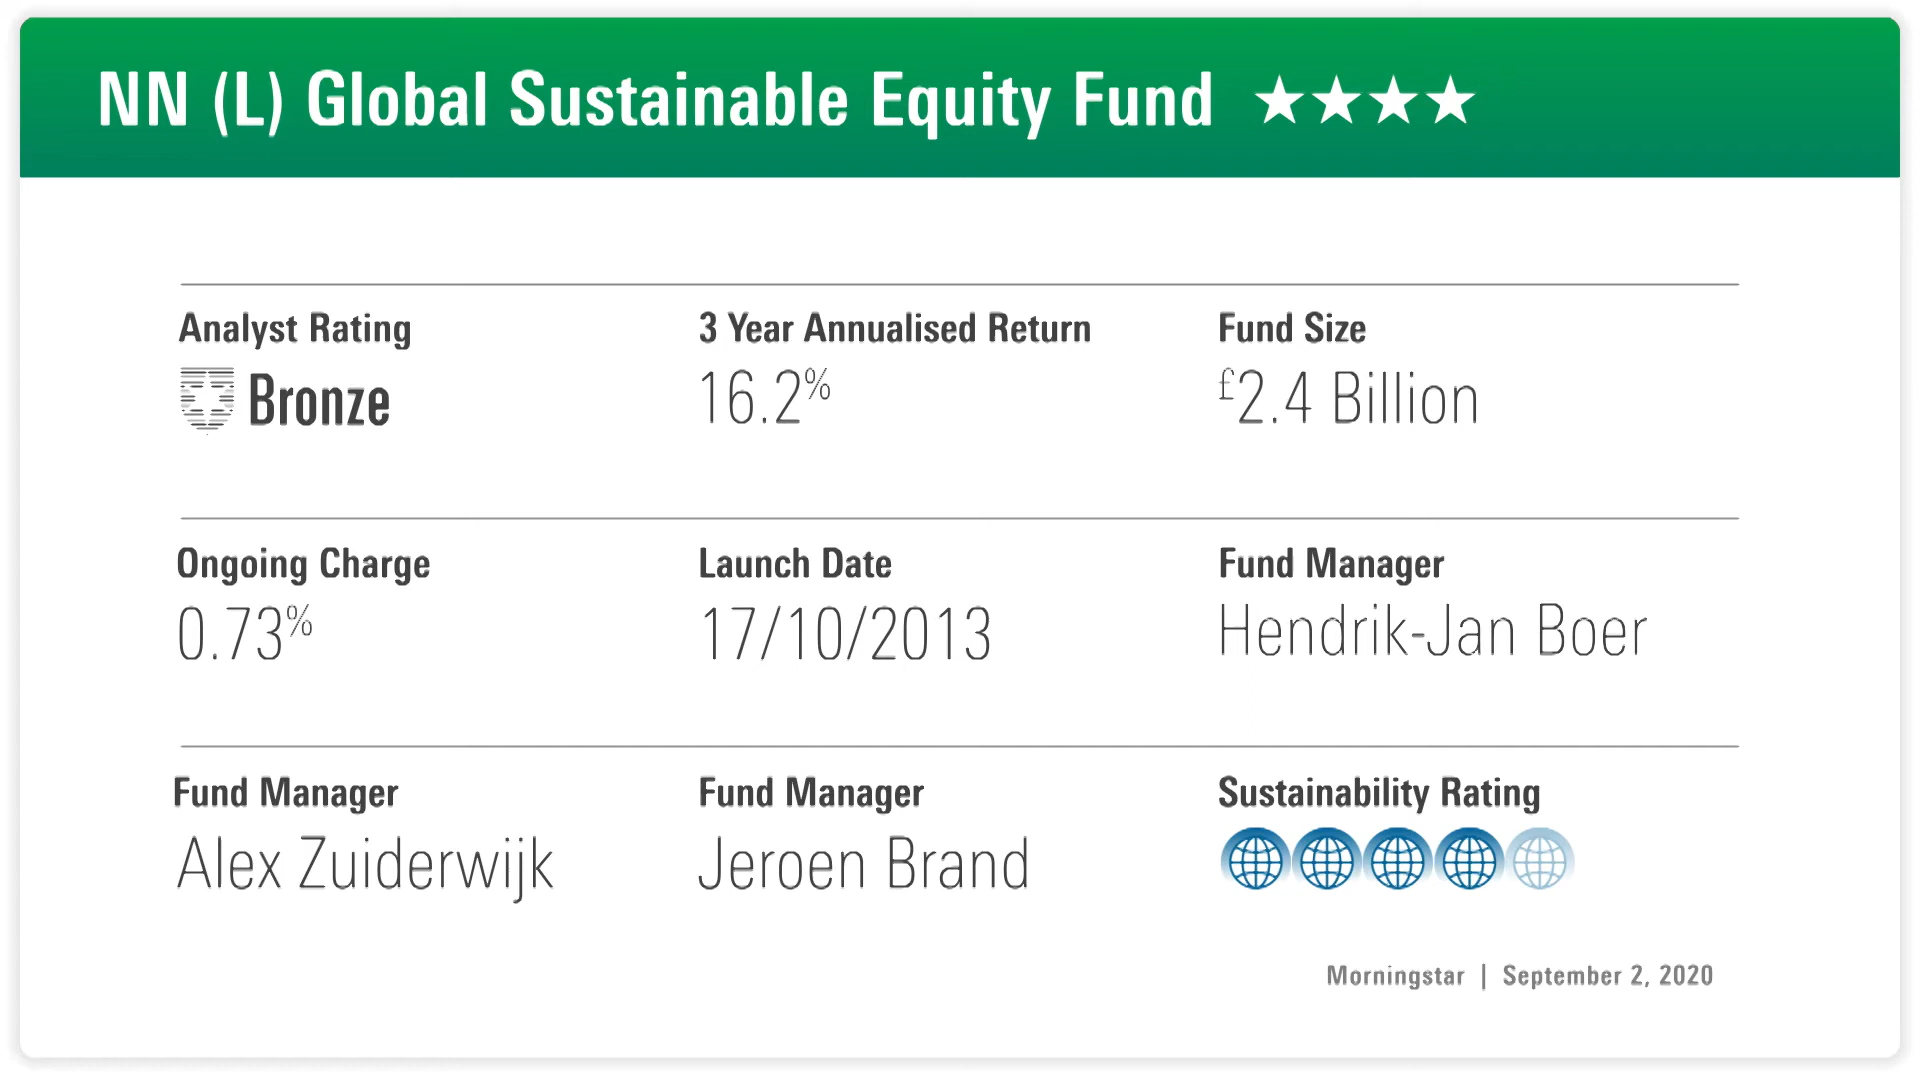 NN (L) Global Sustainable Equity Fund ★★★★
Analyst Rating
Bronze
3 Year Annualised Return
16.2%
Fund Size
£2.4 Billion
Ongoing Charge
0.73%
Launch Date
17/10/2013
Fund Manager
Hendrik-Jan Boer
Fund Manager
Alex Zuiderwijk
Fund Manager
Jeroen Brand
Sustainability Rating
Morningstar | September 2, 2020